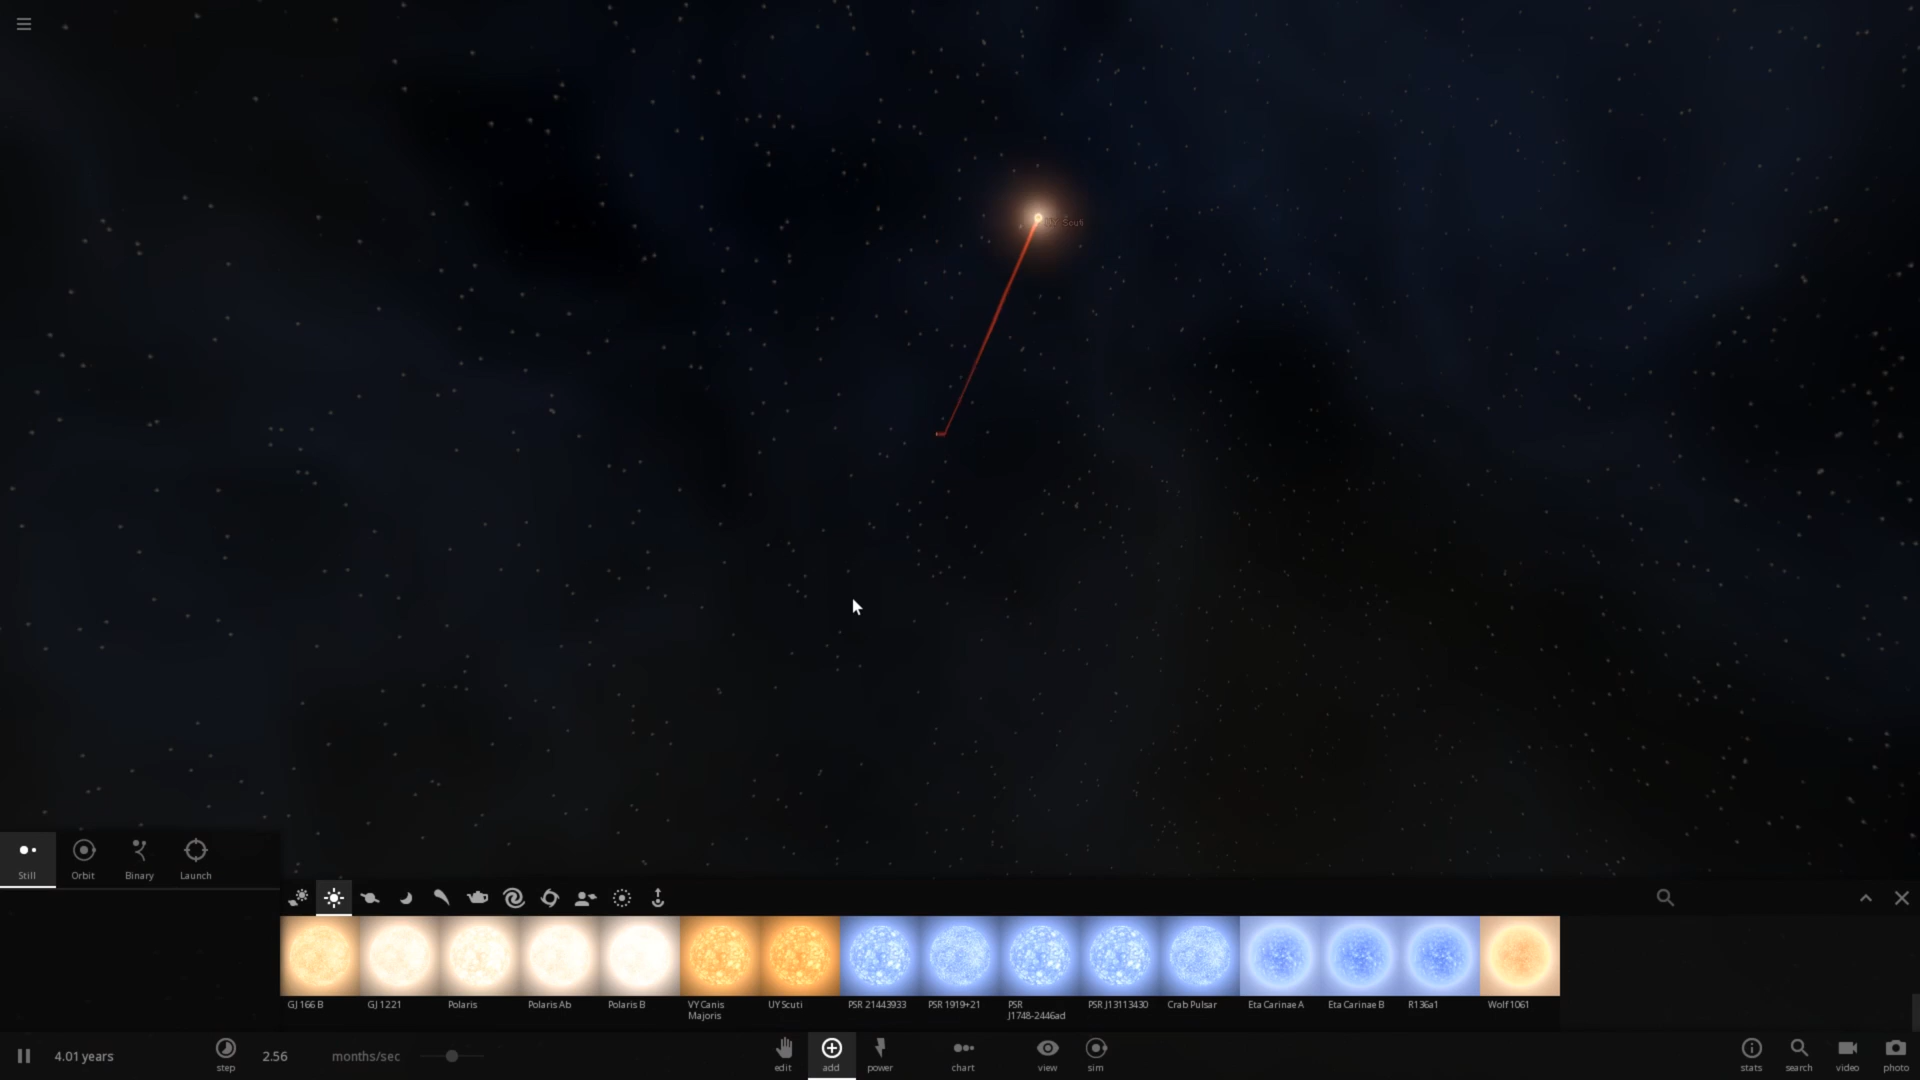 Still
Orbit
Binary
Launch
GJ 166 B
GJ 1221
Polaris
Polaris Ab
Polaris B
VY Canis
Majoris
UY Scuti
PSR 21443933
PSR 1919+21
PSR
J1748-2446ad
PSR J13113430
Crab Pulsar
Eta Carinae A
Eta Carinae B
R136a1
Wolf 1061
4.01 years
step
2.56
months/sec
edit
add
power
chart
view
sim
stats
search
video
photo